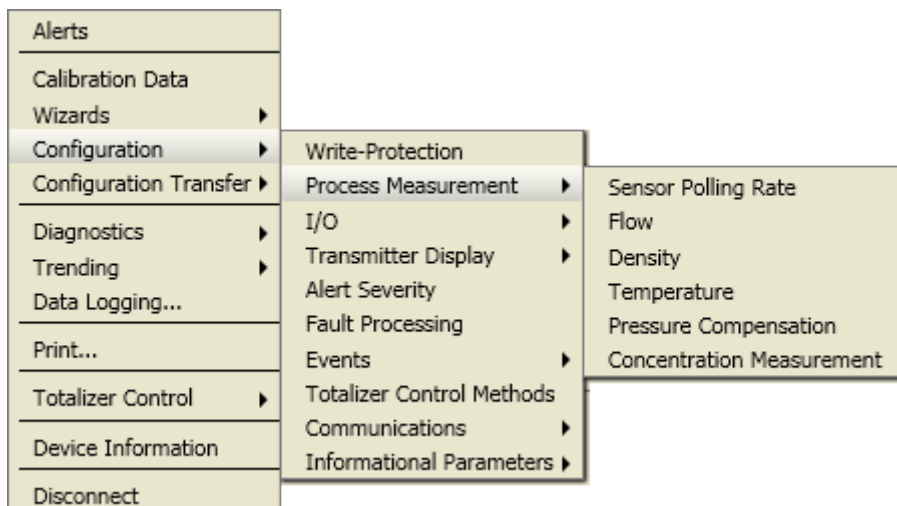 Alerts
Calibration Data
Wizards
Configuration
Configuration Transfer
Diagnostics
Trending
Data Logging...
Print...
Totalizer Control
Device Information
Disconnect
Write-Protection
Process Measurement
I/O
Transmitter Display
Alert Severity
Fault Processing
Events
Totalizer Control Methods
Communications
Informational Parameters
Sensor Polling Rate
Flow
Density
Temperature
Pressure Compensation
Concentration Measurement